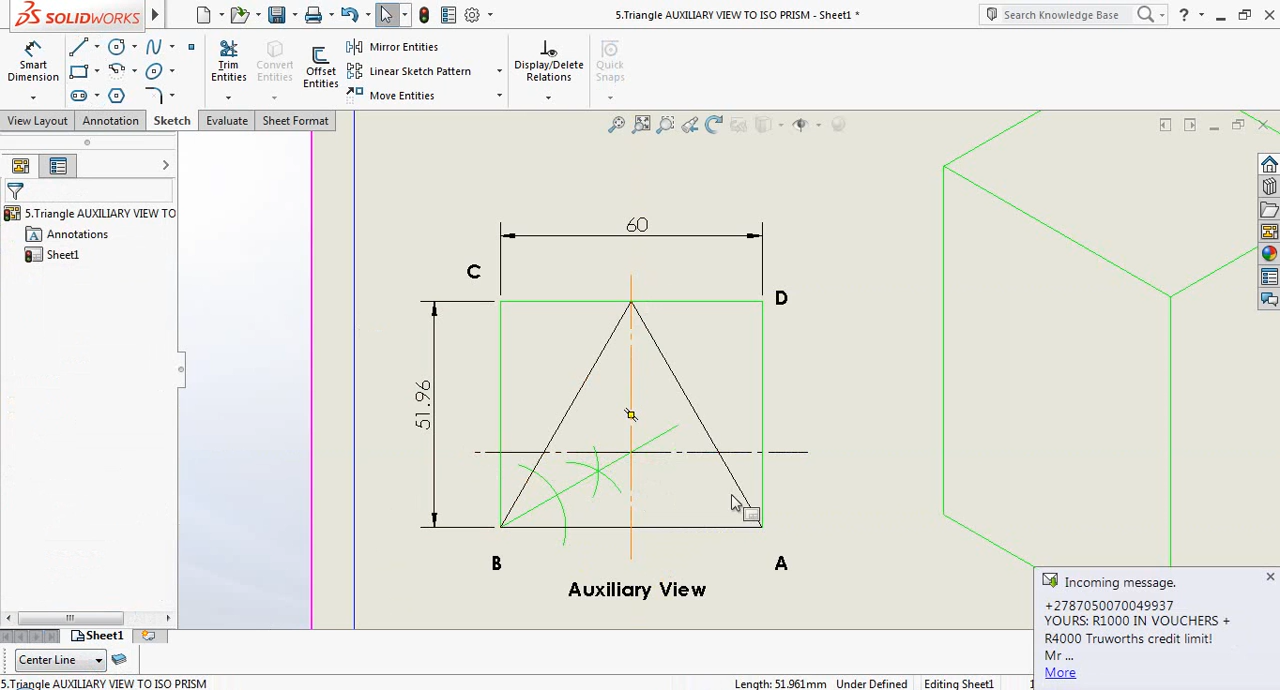 SOLIDWORKS
5.Triangle AUXILIARY VIEW TO ISO PRISM - Sheet1 *
Search Knowledge Base
Smart
Dimension
Trim
Entities
Convert
Entities
Offset
Entities
Mirror Entities
Linear Sketch Pattern
Move Entities
Display/Delete
Relations
Quick
Snaps
View Layout
Annotation
Sketch
Evaluate
Sheet Format
5.Triangle AUXILIARY VIEW TO
Annotations
Sheet1
60
C
D
51.96
B
A
Auxiliary View
Incoming message.
+2787050070049937
YOURS: R1000 IN VOUCHERS +
R4000 Truworths credit limit!
Mr ...
More
Sheet1
Center Line
5.Triangle AUXILIARY VIEW TO ISO PRISM
Length: 51.961mm
Under Defined
Editing Sheet1